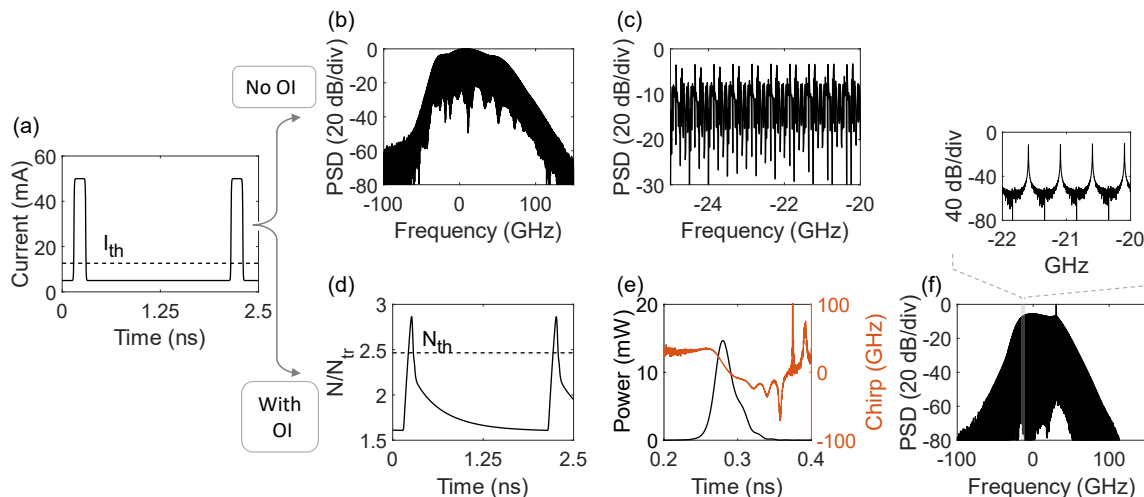 (b)
(c)
No OI
PSD (20 dB/div)
0
-20
-40
-60
-80
-100
0
100
Frequency (GHz)
PSD (20 dB/div)
0
-10
-20
-30
-24
-22
-20
Frequency (GHz)
(a)
Current (mA)
60
40
20
0
I_th
0
1.25
2.5
Time (ns)
40 dB/div
0
-40
-80
-22
-21
-20
GHz
With
OI
(d)
N/N_tr
3
2.5
2
1.5
N_th
0
1.25
2.5
Time (ns)
(e)
Power (mW)
20
15
10
5
0
0.2
0.3
0.4
Time (ns)
100
0
-100
Chirp (GHz)
(f)
PSD (20 dB/div)
0
-20
-40
-60
-80
-100
0
100
Frequency (GHz)